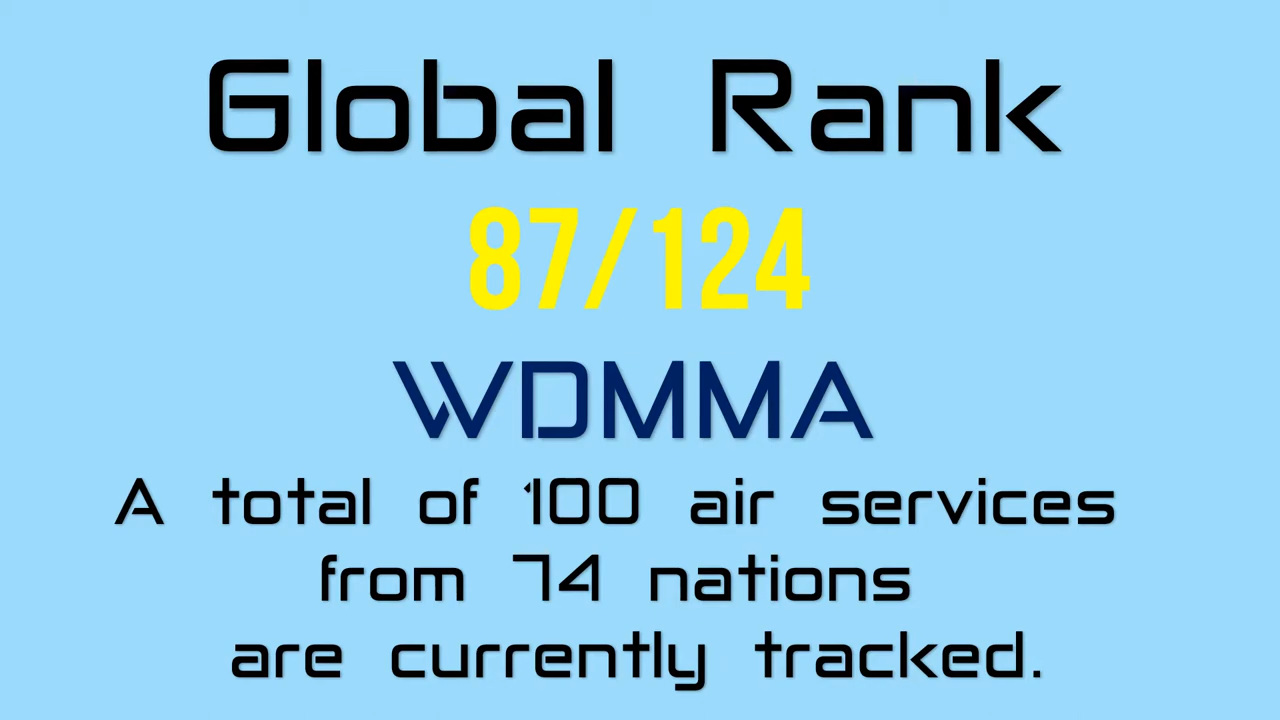 Global Rank
87/124
WDMMA
A total of 100 air services
from 74 nations
are currently tracked.